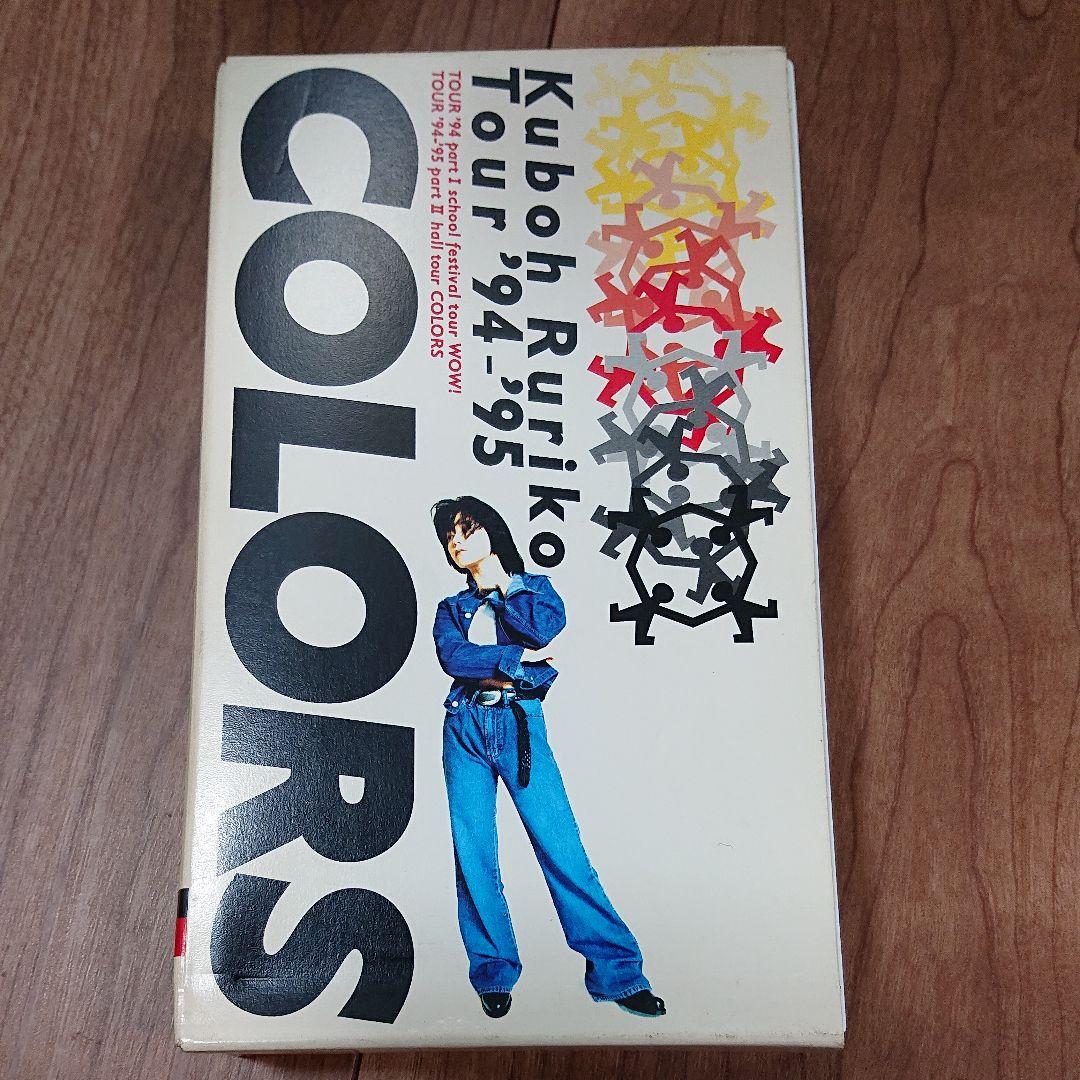 Kuboh Ruriko
Tour '94-'95
TOUR '94 part I school festival tour WOW!
TOUR '94-'95 part II hall tour COLORS
COLORS